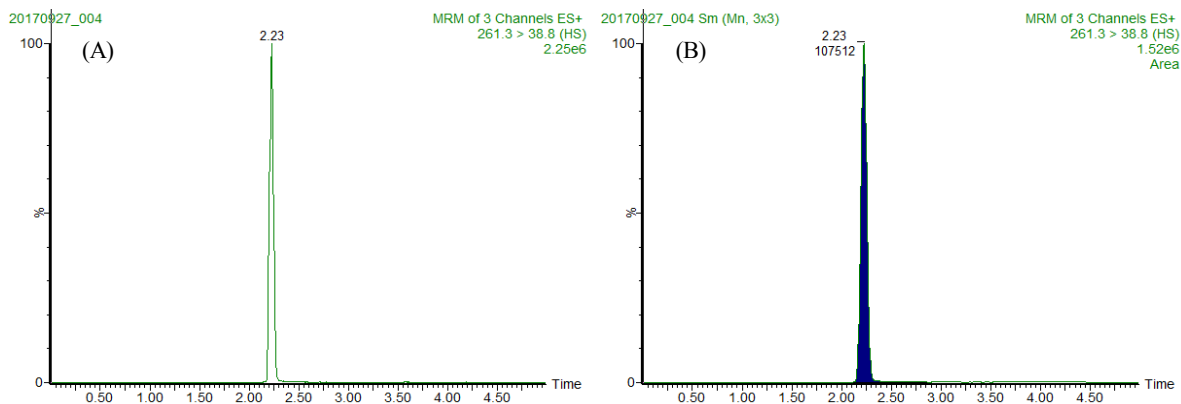 20170927_004
MRM of 3 Channels ES+
261.3 > 38.8 (HS)
2.25e6
(A)
2.23
100
%
0
0.50 1.00 1.50 2.00 2.50 3.00 3.50 4.00 4.50
Time
20170927_004 Sm (Mn, 3x3)
MRM of 3 Channels ES+
261.3 > 38.8 (HS)
1.52e6
Area
(B)
2.23
107512
100
%
0
0.50 1.00 1.50 2.00 2.50 3.00 3.50 4.00 4.50
Time